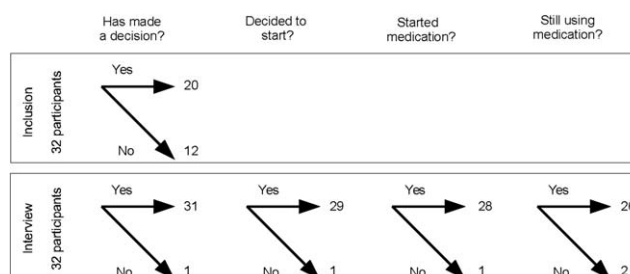 Has made a decision?
Decided to start?
Started medication?
Still using medication?
Inclusion
32 participants
Yes
20
No
12
Interview
32 participants
Yes
31
Yes
29
Yes
28
Yes
No
1
No
1
No
1
No
2